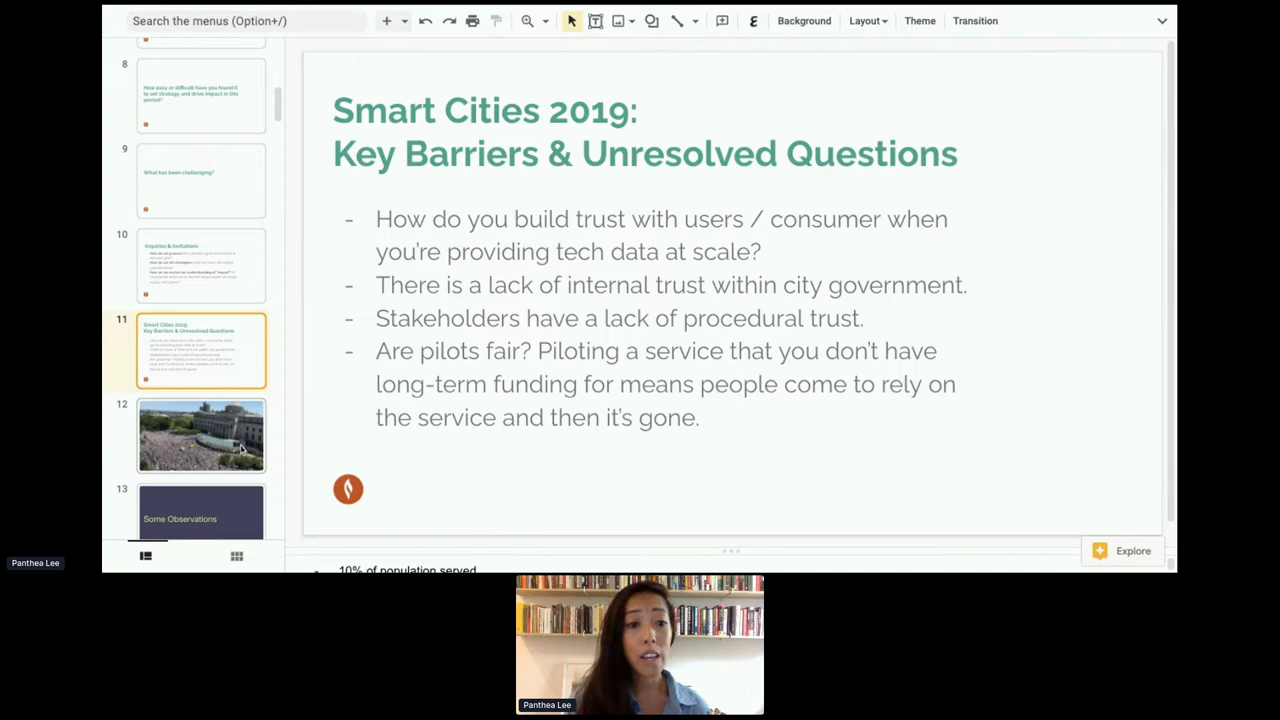 Search the menus (Option+/)
Background
Layout
Theme
Transition
8
How easy or difficult have you found it
to set strategy and drive impact in this
period?
9
What has been challenging?
10
Inquiries & Invitations
11
Smart Cities 2019:
Key Barriers & Unresolved Questions
12
13
Some Observations
Smart Cities 2019:
Key Barriers & Unresolved Questions
- How do you build trust with users / consumer when
you're providing tech data at scale?
- There is a lack of internal trust within city government.
- Stakeholders have a lack of procedural trust.
- Are pilots fair? Piloting a service that you don't have
long-term funding for means people come to rely on
the service and then it's gone.
Explore
10% of population served
Panthea Lee
Panthea Lee